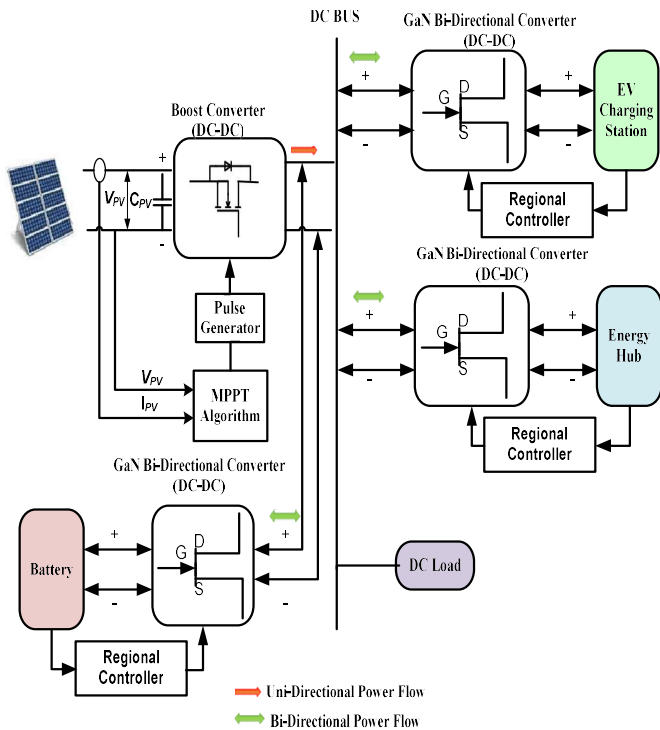 DC BUS
GaN Bi-Directional Converter
(DC-DC)
+
D
G
S
-
+
-
EV
Charging
Station
Regional
Controller
Boost Converter
(DC-DC)
VPV
CPV
+
-
Pulse
Generator
VPV
IPV
MPPT
Algorithm
GaN Bi-Directional Converter
(DC-DC)
+
D
G
S
-
+
-
Energy
Hub
Regional
Controller
GaN Bi-Directional Converter
(DC-DC)
Battery
+
-
D
G
S
+
-
Regional
Controller
DC Load
Uni-Directional Power Flow
Bi-Directional Power Flow